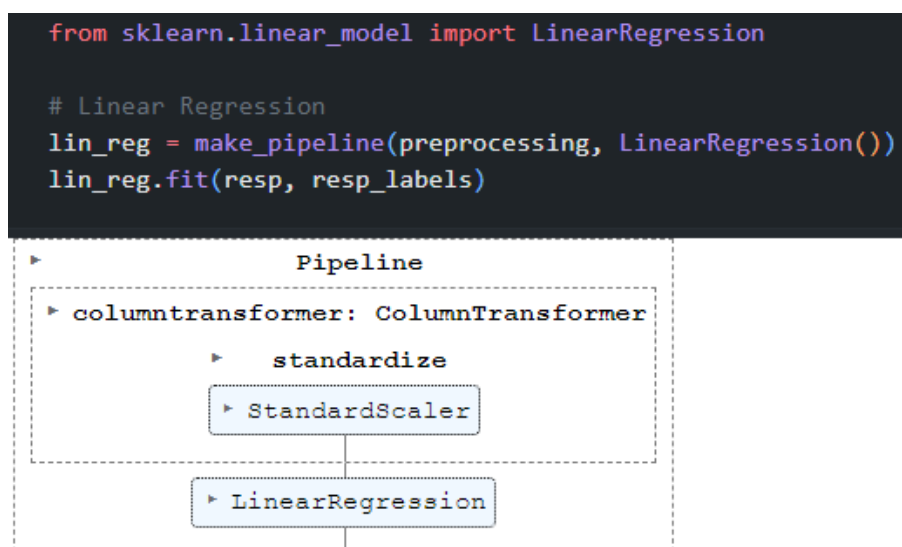 from sklearn.linear_model import LinearRegression
# Linear Regression
lin_reg = make_pipeline(preprocessing, LinearRegression())
lin_reg.fit(resp, resp_labels)
Pipeline
columntransformer: ColumnTransformer
standardize
StandardScaler
LinearRegression